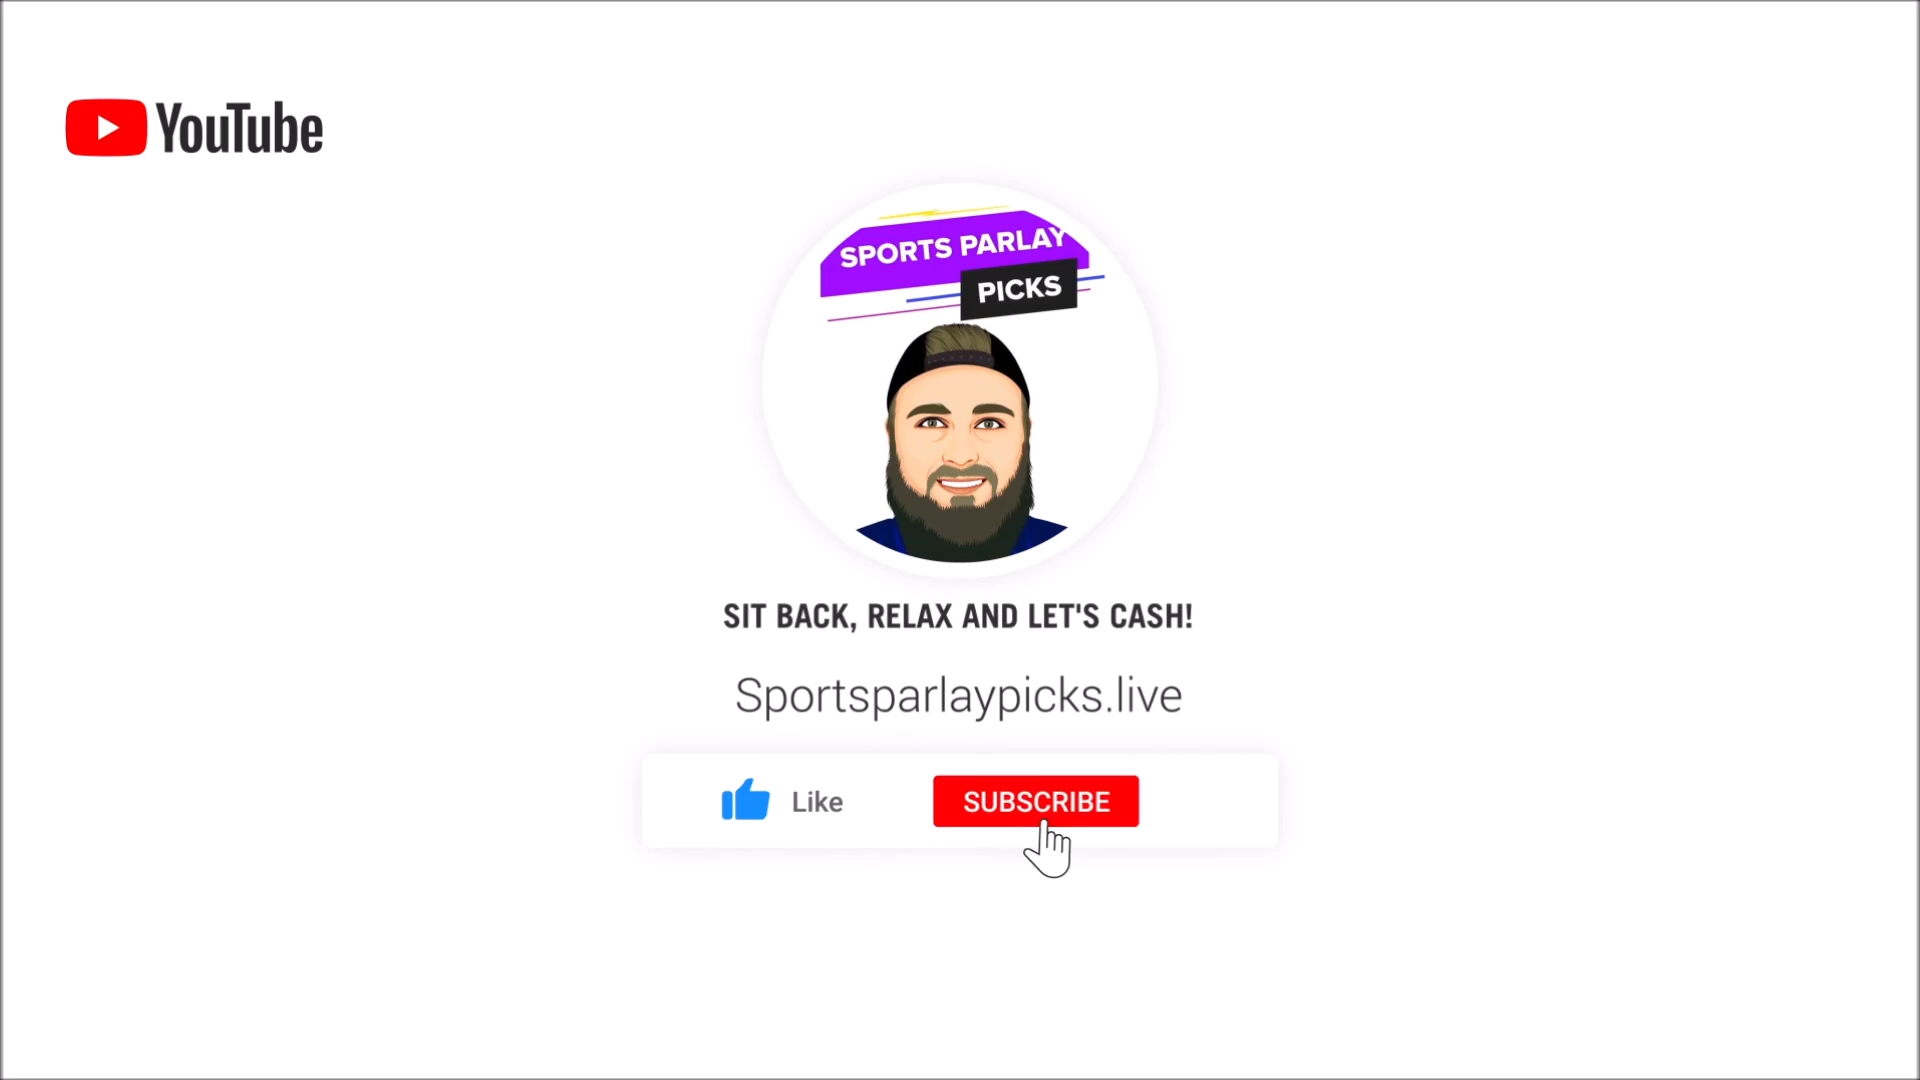 YouTube
SPORTS PARLAY
PICKS
SIT BACK, RELAX AND LET'S CASH!
Sportsparlaypicks.live
Like
SUBSCRIBE